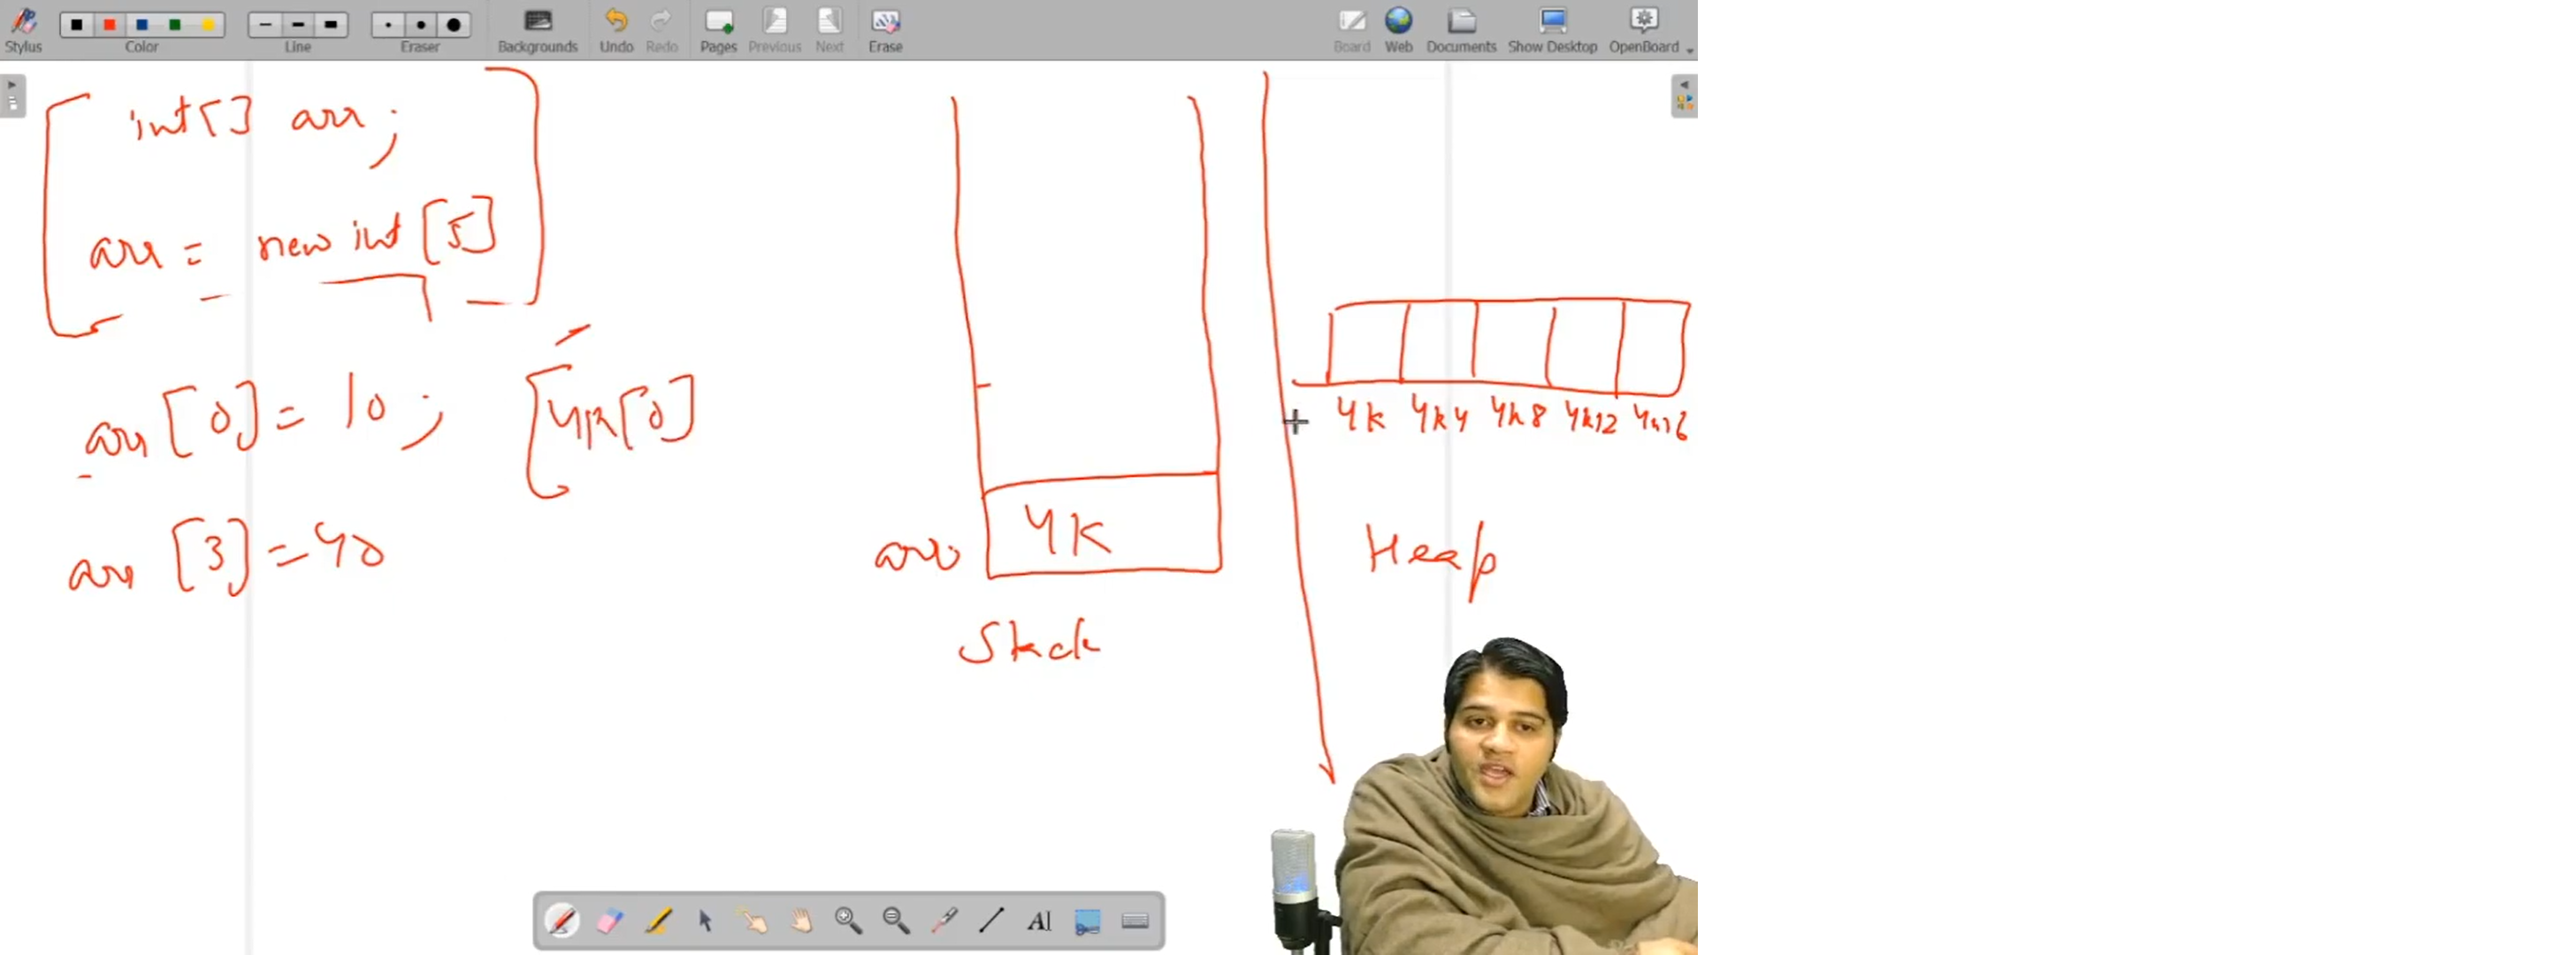 Stylus Color Line Eraser Backgrounds Undo Redo Pages Previous Next Erase Board Web Documents Show Desktop OpenBoard
int[] arr;
arr = new int [5]
arr [0] = 10; 4k[0]
arr [3] = 40
4k 4k4 4k8 4k12 4k16
4K
arr
Stack
Heap
AI